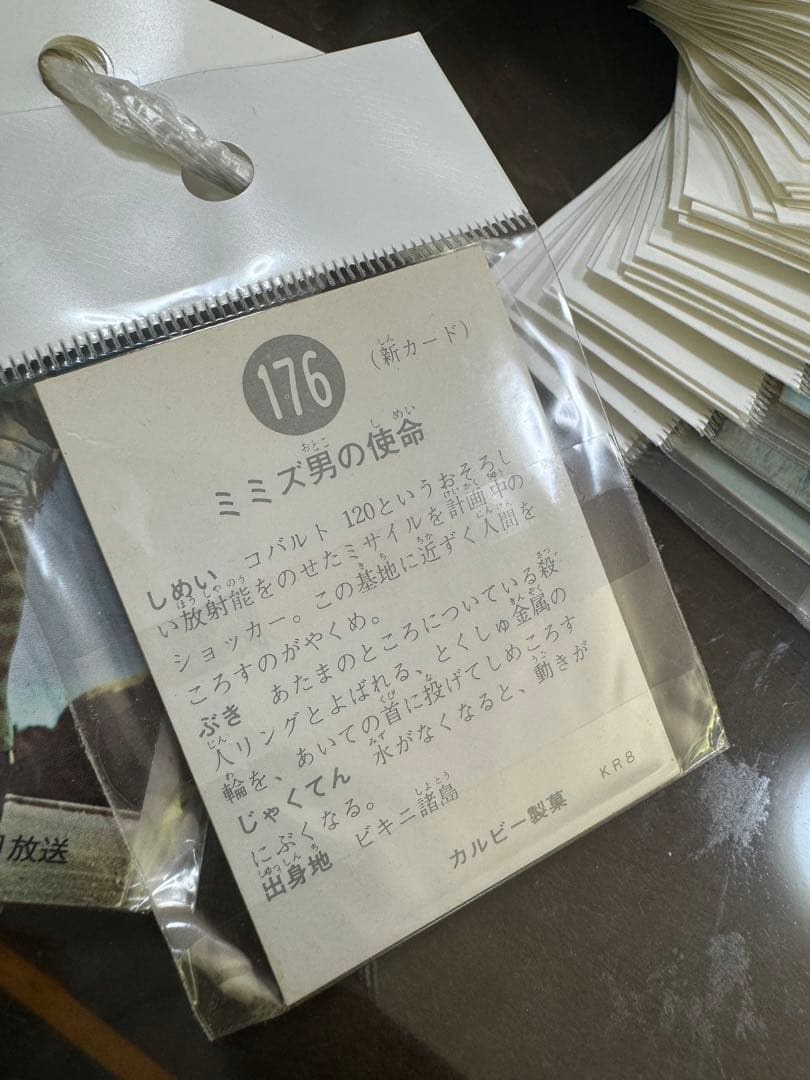 176
(新カード)
ミミズ男の使命
しめい コバルト 120というおそろし
い放射能をのせたミサイルを計画中の
ショッカー。この基地に近ずく人間を
ころすのがやくめ。
ぶき あたまのところについている殺
人リングとよばれる、とくしゅ金属の
輪を、あいての首に投げてしめころす
じゃくてん 水がなくなると、動きが
にぶくなる。
出身地 ビキニ諸島
カルビー製菓 KR8
放送